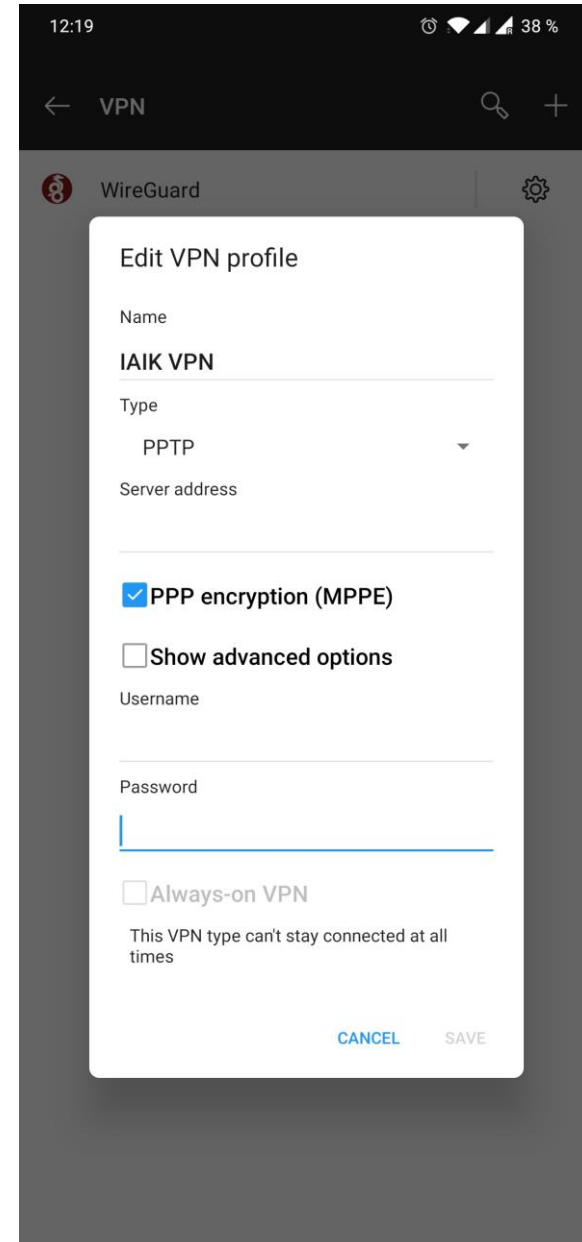 12:19 R 38 %
VPN
WireGuard
Edit VPN profile
Name
IAIK VPN
Type
PPTP
Server address
PPP encryption (MPPE)
Show advanced options
Username
Password
Always-on VPN
This VPN type can't stay connected at all
times
CANCEL SAVE